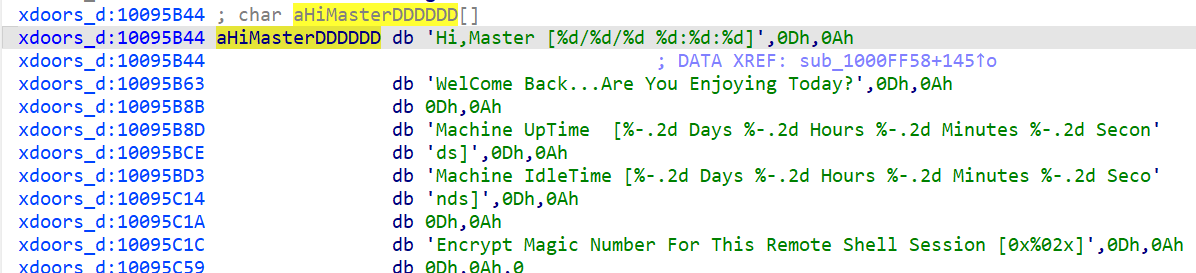 xdoors_d:10095B44 ; char aHiMasterDDDDDD[]
xdoors_d:10095B44 aHiMasterDDDDDD db 'Hi,Master [%d/%d/%d %d:%d:%d]',0Dh,0Ah
xdoors_d:10095B44 ; DATA XREF: sub_1000FF58+145↑o
xdoors_d:10095B63 db 'WelCome Back...Are You Enjoying Today?',0Dh,0Ah
xdoors_d:10095B8B db 0Dh,0Ah
xdoors_d:10095B8D db 'Machine UpTime  [%-.2d Days %-.2d Hours %-.2d Minutes %-.2d Secon'
xdoors_d:10095BCE db 'ds]',0Dh,0Ah
xdoors_d:10095BD3 db 'Machine IdleTime [%-.2d Days %-.2d Hours %-.2d Minutes %-.2d Seco'
xdoors_d:10095C14 db 'nds]',0Dh,0Ah
xdoors_d:10095C1A db 0Dh,0Ah
xdoors_d:10095C1C db 'Encrypt Magic Number For This Remote Shell Session [0x%02x]',0Dh,0Ah
xdoors_d:10095C59 db 0Dh,0Ah,0